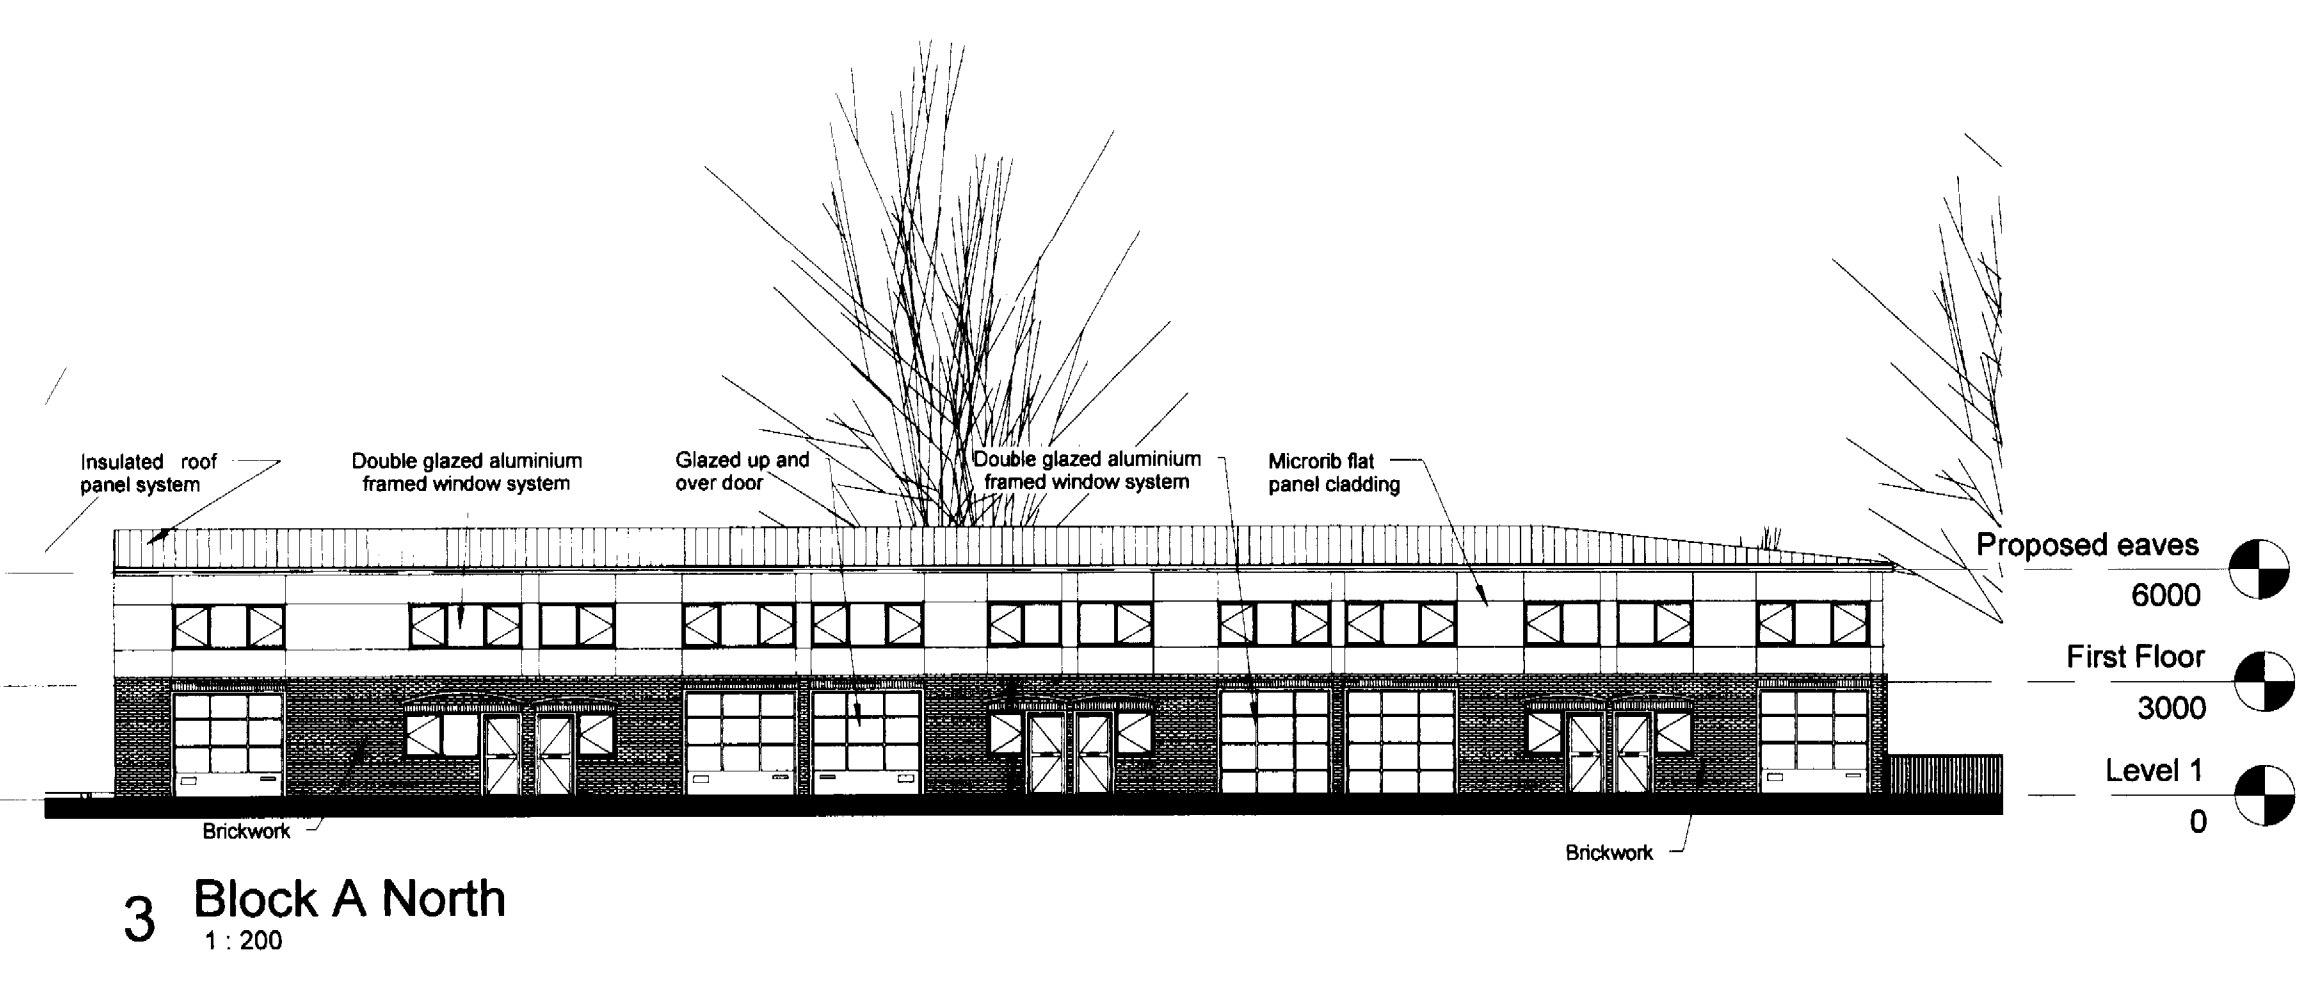 Insulated roof
panel system
Double glazed aluminium
framed window system
Glazed up and
over door
Double glazed aluminium
framed window system
Microrib flat
panel cladding
Proposed eaves
6000
First Floor
3000
Level 1
0
Brickwork
Brickwork
3 Block A North
1 : 200